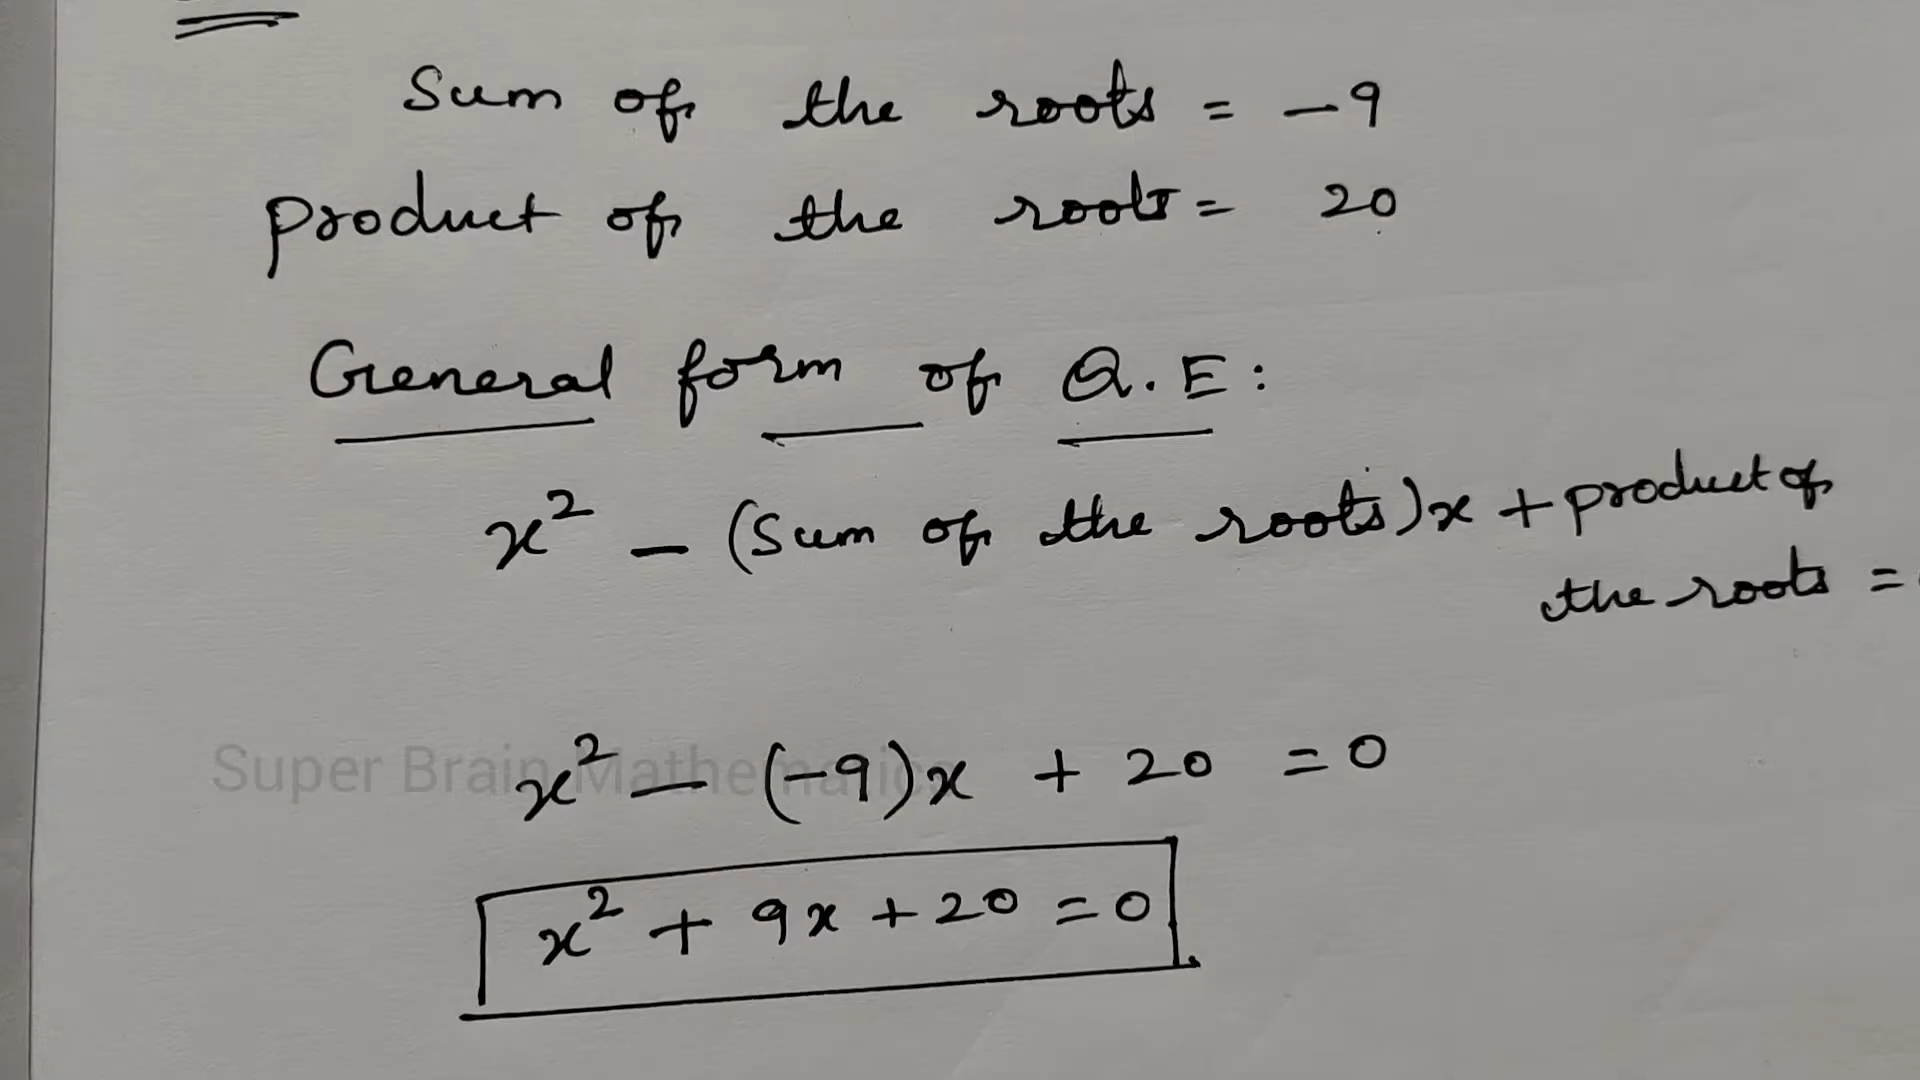 Sum of the roots = -9
product of the roots = 20
General form of Q.E:
x² - (Sum of the roots)x + product of
the roots =
Super Brain Mathematics
x² - (-9)x + 20 = 0
x² + 9x + 20 = 0